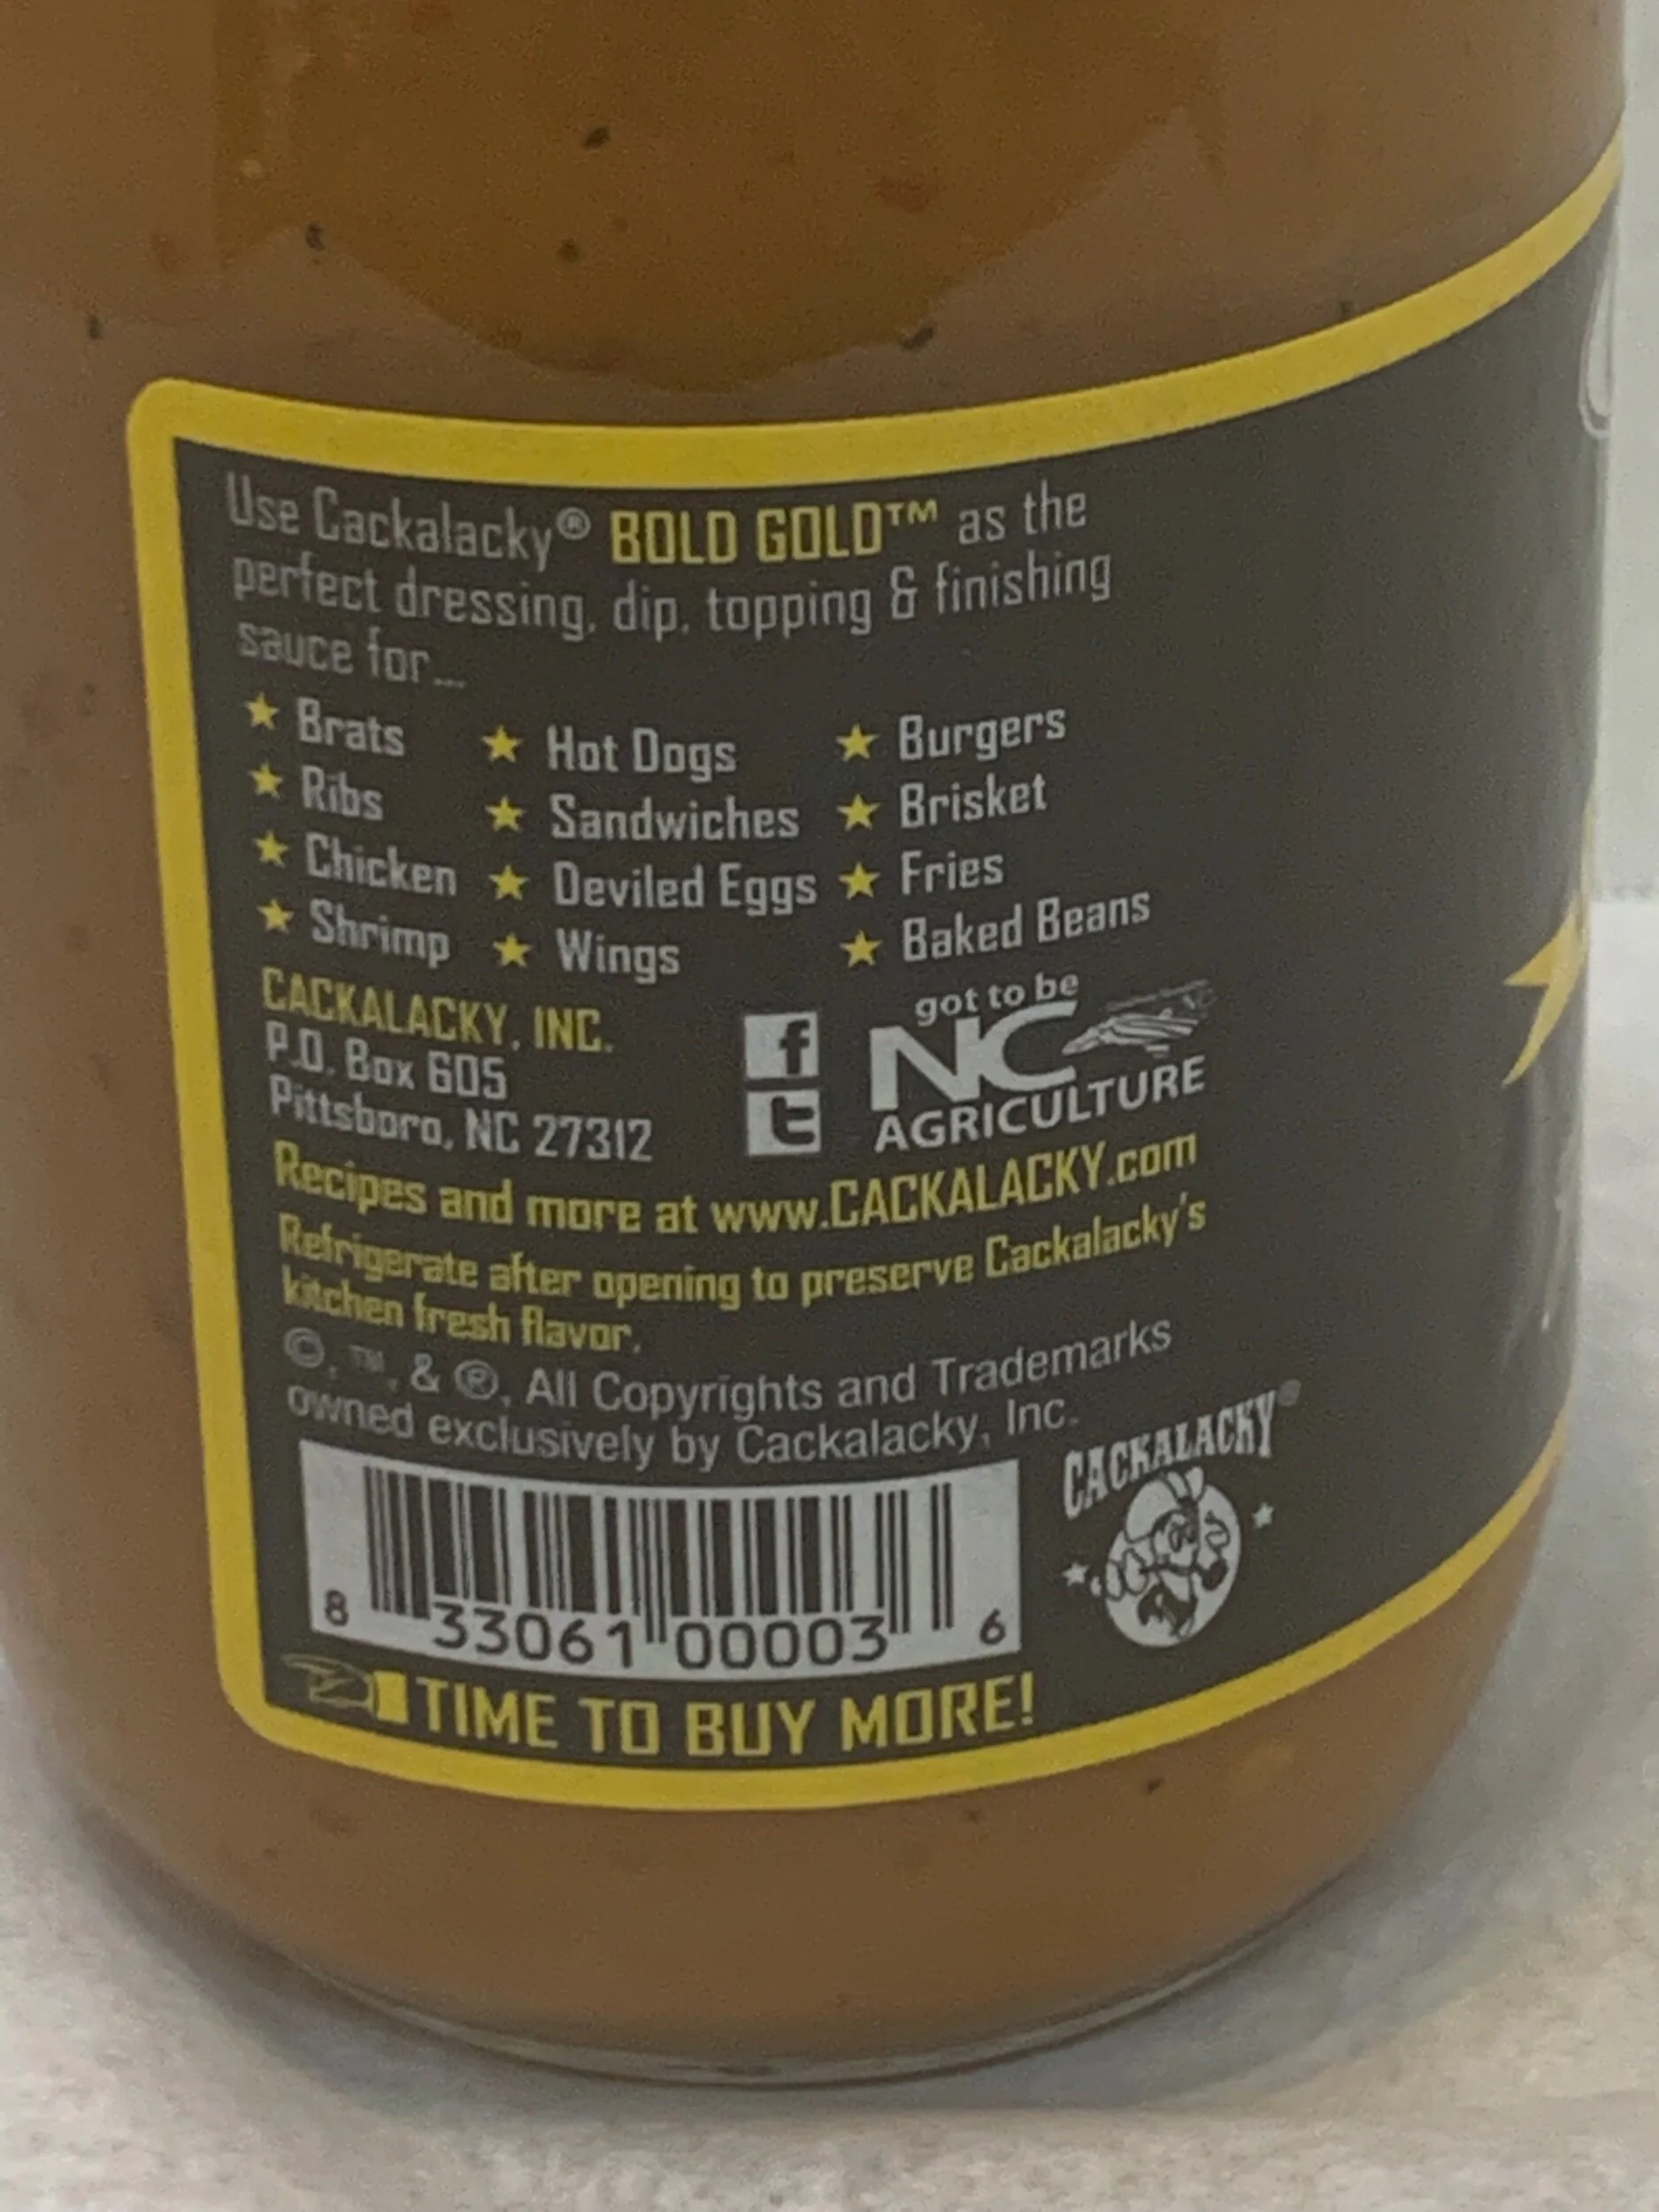 Use Cackalacky® BOLD GOLD™ as the
perfect dressing, dip, topping & finishing
sauce for...
★ Brats ★ Hot Dogs ★ Burgers
★ Ribs ★ Sandwiches ★ Brisket
★ Chicken ★ Deviled Eggs ★ Fries
★ Shrimp ★ Wings ★ Baked Beans
CACKALACKY, INC.
P.O. Box 605
Pittsboro, NC 27312
f
t
got to be
NC
AGRICULTURE
Recipes and more at www.CACKALACKY.com
Refrigerate after opening to preserve Cackalacky's
kitchen fresh flavor.
©, ™, & ®, All Copyrights and Trademarks
owned exclusively by Cackalacky, Inc.
CACKALACKY®
8 33061 00003 6
TIME TO BUY MORE!